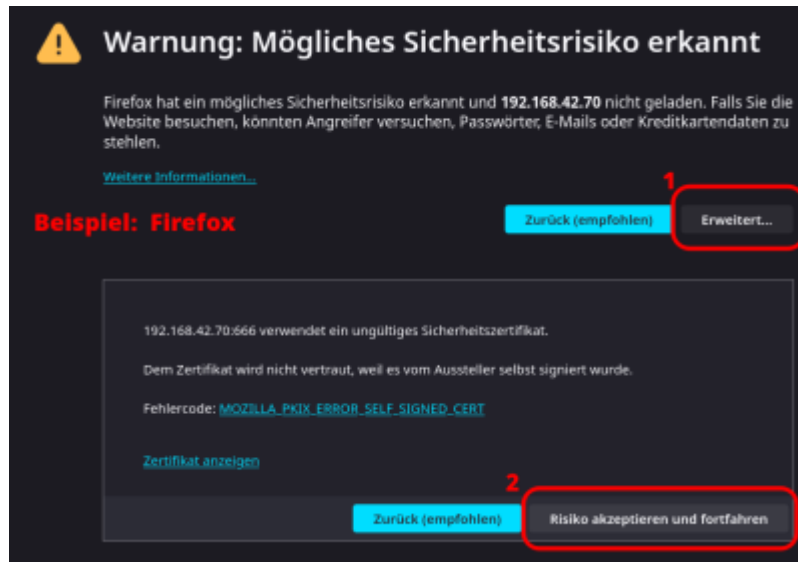 Warnung: Mögliches Sicherheitsrisiko erkannt
Firefox hat ein mögliches Sicherheitsrisiko erkannt und 192.168.42.70 nicht geladen. Falls Sie die
Website besuchen, könnten Angreifer versuchen, Passwörter, E-Mails oder Kreditkartendaten zu
stehlen.
Weitere Informationen...
1
Beispiel: Firefox
Zurück (empfohlen) Erweitert...
192.168.42.70:666 verwendet ein ungültiges Sicherheitszertifikat.
Dem Zertifikat wird nicht vertraut, weil es vom Aussteller selbst signiert wurde.
Fehlercode: MOZILLA_PKIX_ERROR_SELF_SIGNED_CERT
Zertifikat anzeigen
2
Zurück (empfohlen) Risiko akzeptieren und fortfahren